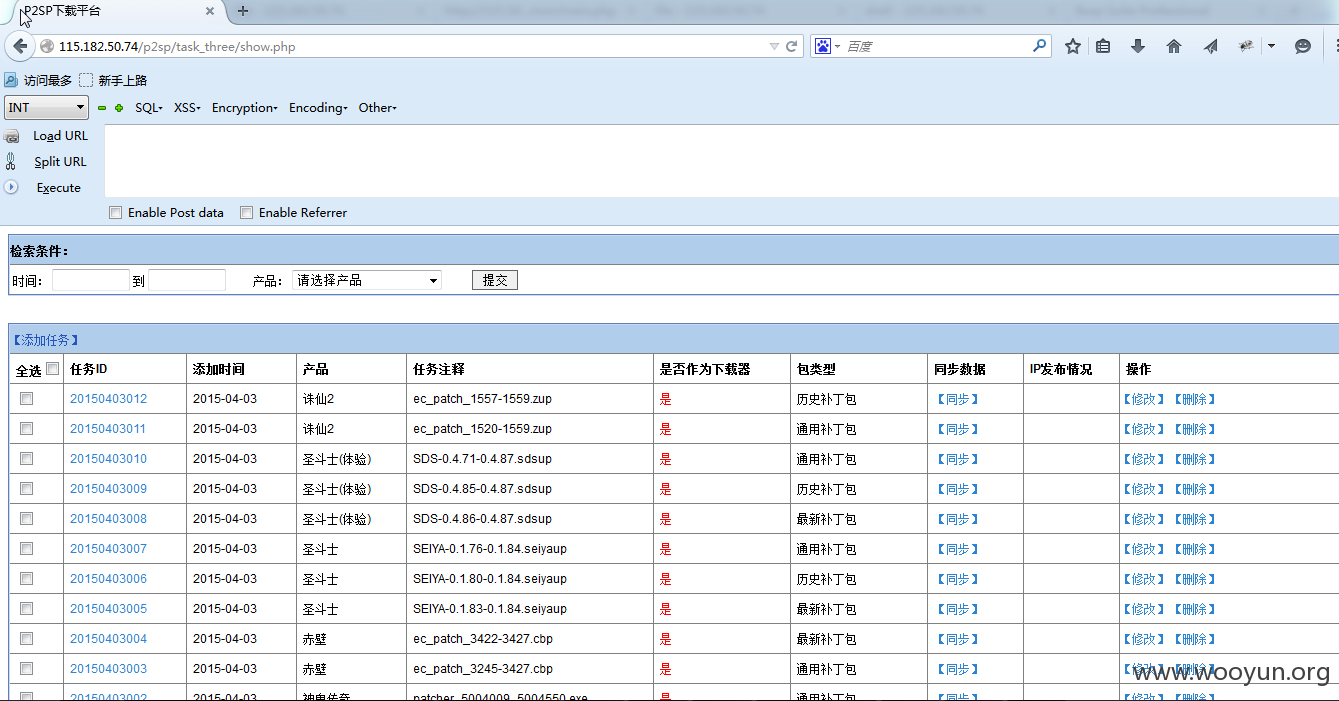 P2SP下载平台
115.182.50.74/p2sp/task_three/show.php
百度
访问最多 新手上路
INT SQL XSS Encryption Encoding Other
Load URL
Split URL
Execute
Enable Post data Enable Referrer
检索条件：
时间： 到 产品： 请选择产品 提交
【添加任务】
全选 任务ID 添加时间 产品 任务注释 是否作为下载器 包类型 同步数据 IP发布情况 操作
20150403012 2015-04-03 诛仙2 ec_patch_1557-1559.zup 是 历史补丁包 【同步】 【修改】 【删除】
20150403011 2015-04-03 诛仙2 ec_patch_1520-1559.zup 是 通用补丁包 【同步】 【修改】 【删除】
20150403010 2015-04-03 圣斗士(体验) SDS-0.4.71-0.4.87.sdsup 是 通用补丁包 【同步】 【修改】 【删除】
20150403009 2015-04-03 圣斗士(体验) SDS-0.4.85-0.4.87.sdsup 是 历史补丁包 【同步】 【修改】 【删除】
20150403008 2015-04-03 圣斗士(体验) SDS-0.4.86-0.4.87.sdsup 是 最新补丁包 【同步】 【修改】 【删除】
20150403007 2015-04-03 圣斗士 SEIYA-0.1.76-0.1.84.seiyaup 是 通用补丁包 【同步】 【修改】 【删除】
20150403006 2015-04-03 圣斗士 SEIYA-0.1.80-0.1.84.seiyaup 是 历史补丁包 【同步】 【修改】 【删除】
20150403005 2015-04-03 圣斗士 SEIYA-0.1.83-0.1.84.seiyaup 是 最新补丁包 【同步】 【修改】 【删除】
20150403004 2015-04-03 赤壁 ec_patch_3422-3427.cbp 是 最新补丁包 【同步】 【修改】 【删除】
20150403003 2015-04-03 赤壁 ec_patch_3245-3427.cbp 是 通用补丁包 【同步】 【修改】 【删除】
20150403002 2015-04-03 神鬼传奇 patcher_5004009_5004550.exe 是 通用补丁包 【同步】 【修改】 【删除】
www.wooyun.org